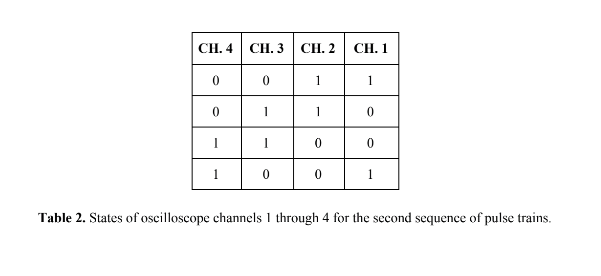 CH. 4 CH. 3 CH. 2 CH. 1
0 0 1 1
0 1 1 0
1 1 0 0
1 0 0 1
Table 2. States of oscilloscope channels 1 through 4 for the second sequence of pulse trains.